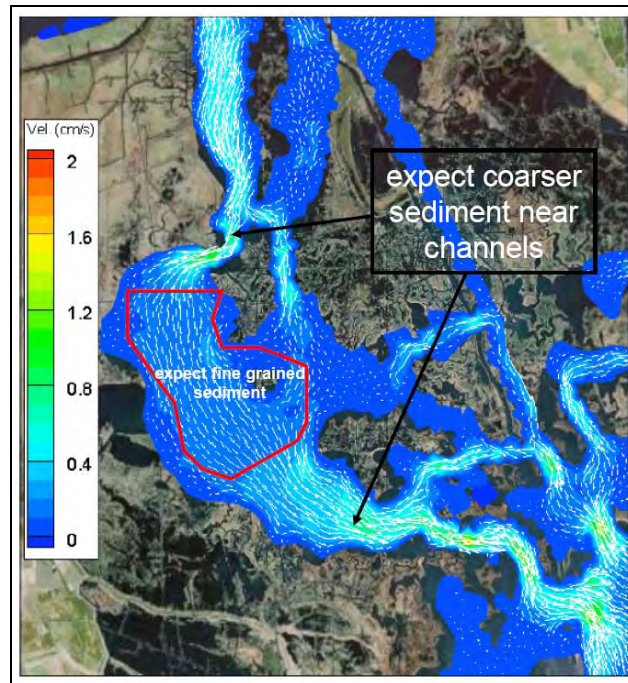 Vel. (cm/s)
2
1.6
1.2
0.8
0.4
0
expect coarser
sediment near
channels
expect fine grained
sediment